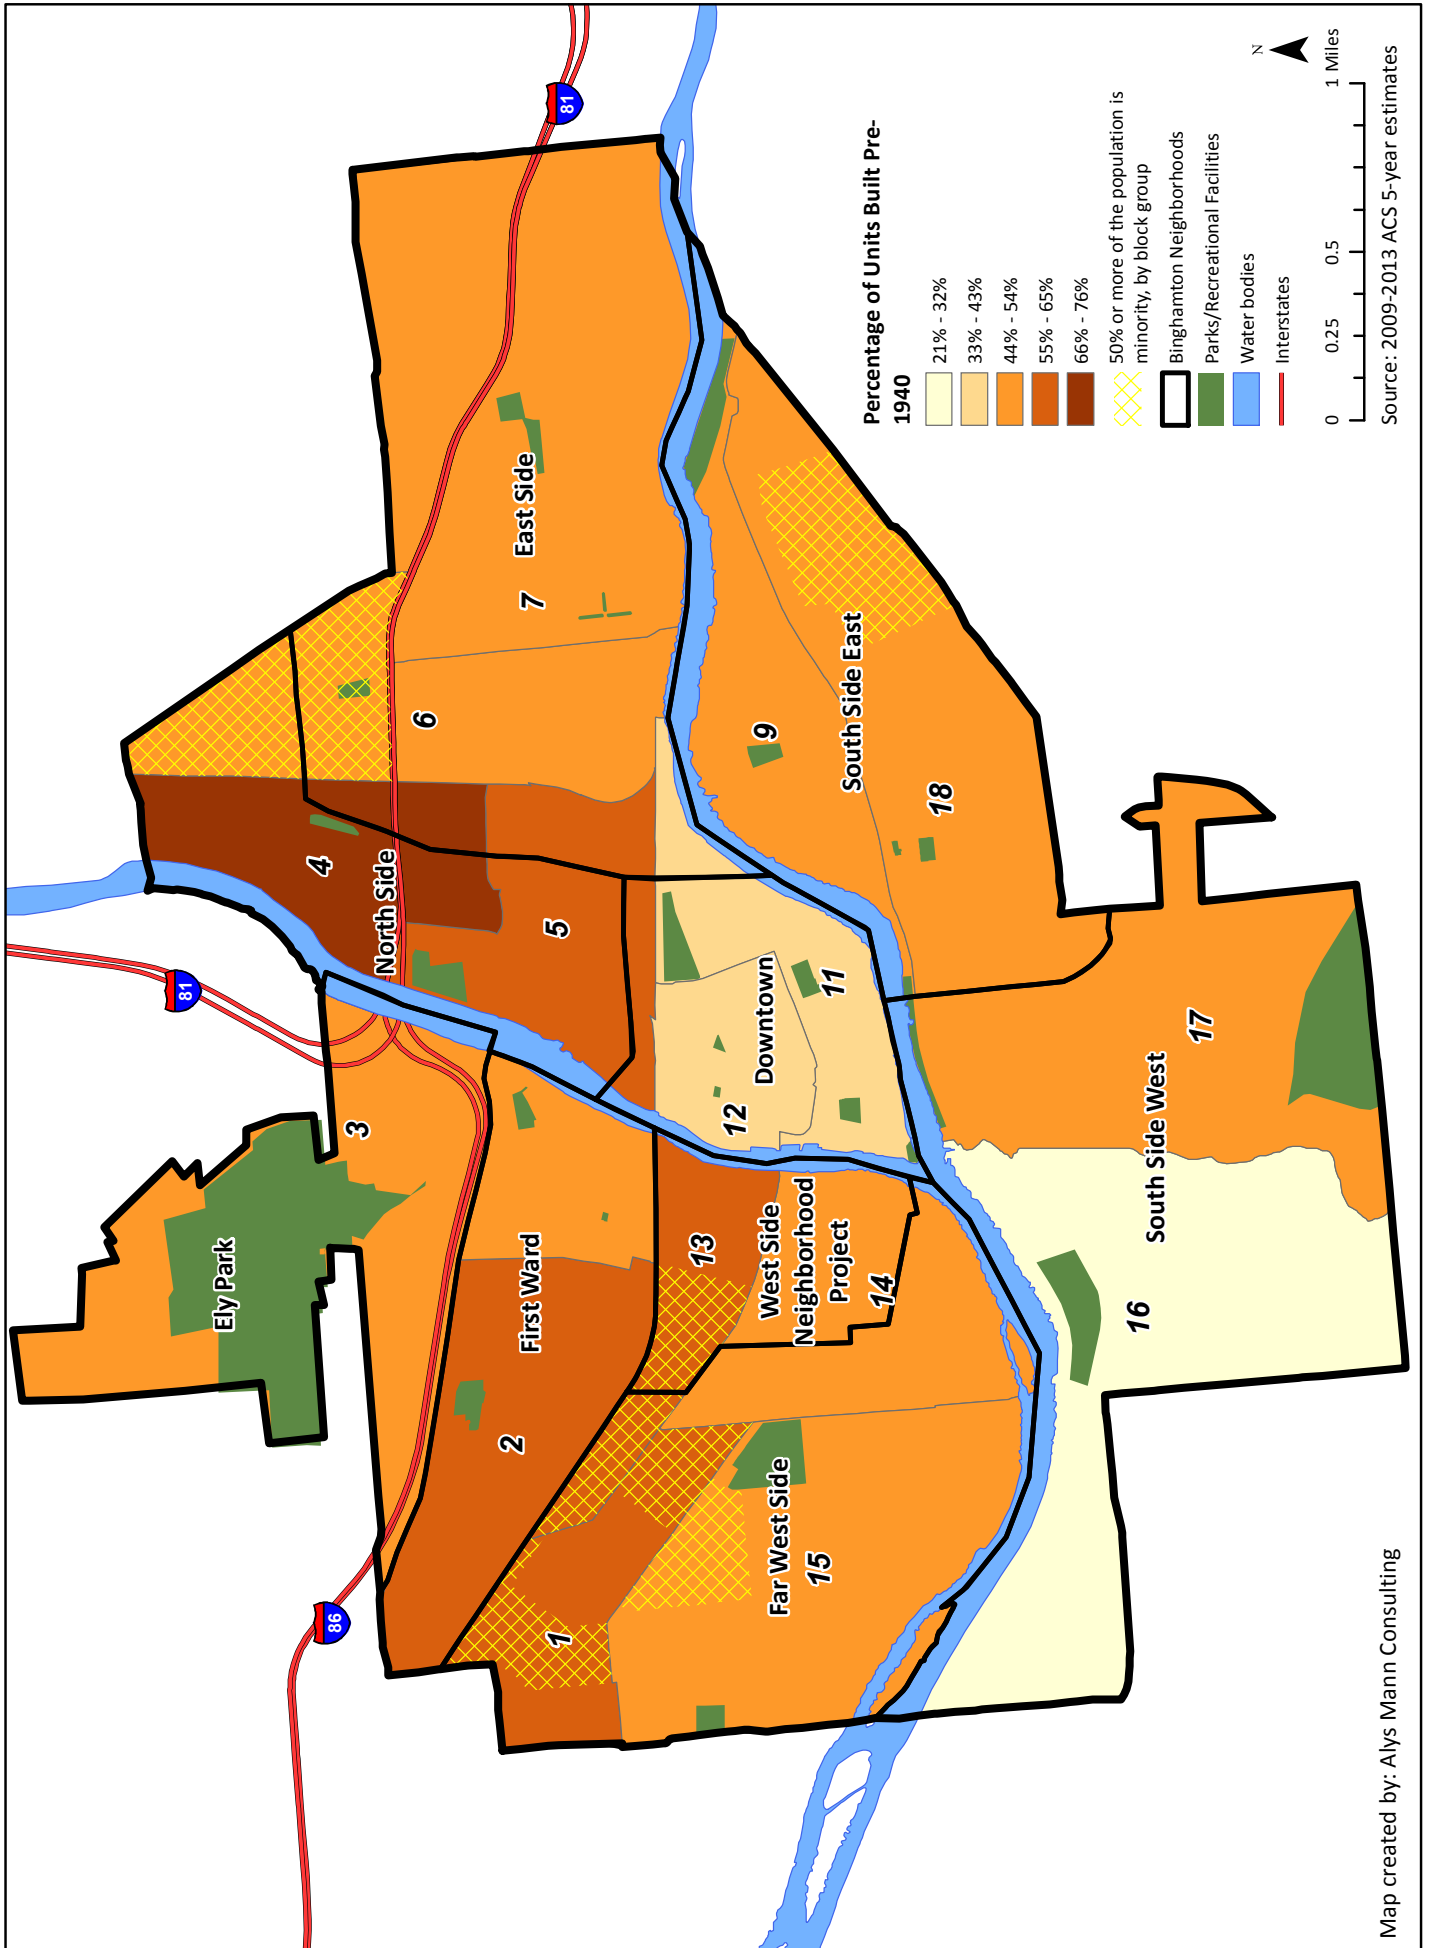 81
81
86
Ely Park
3
North Side
4
6
First Ward
2
5
East Side
7
1
13
12
Downtown
11
West Side
Neighborhood
Project
14
Far West Side
15
9
South Side East
18
16
South Side West
17
Percentage of Units Built Pre-
1940
21% - 32%
33% - 43%
44% - 54%
55% - 65%
66% - 76%
50% or more of the population is
minority, by block group
Binghamton Neighborhoods
Parks/Recreational Facilities
Water bodies
Interstates
N
0 0.25 0.5 1 Miles
Source: 2009-2013 ACS 5-year estimates
Map created by: Alys Mann Consulting